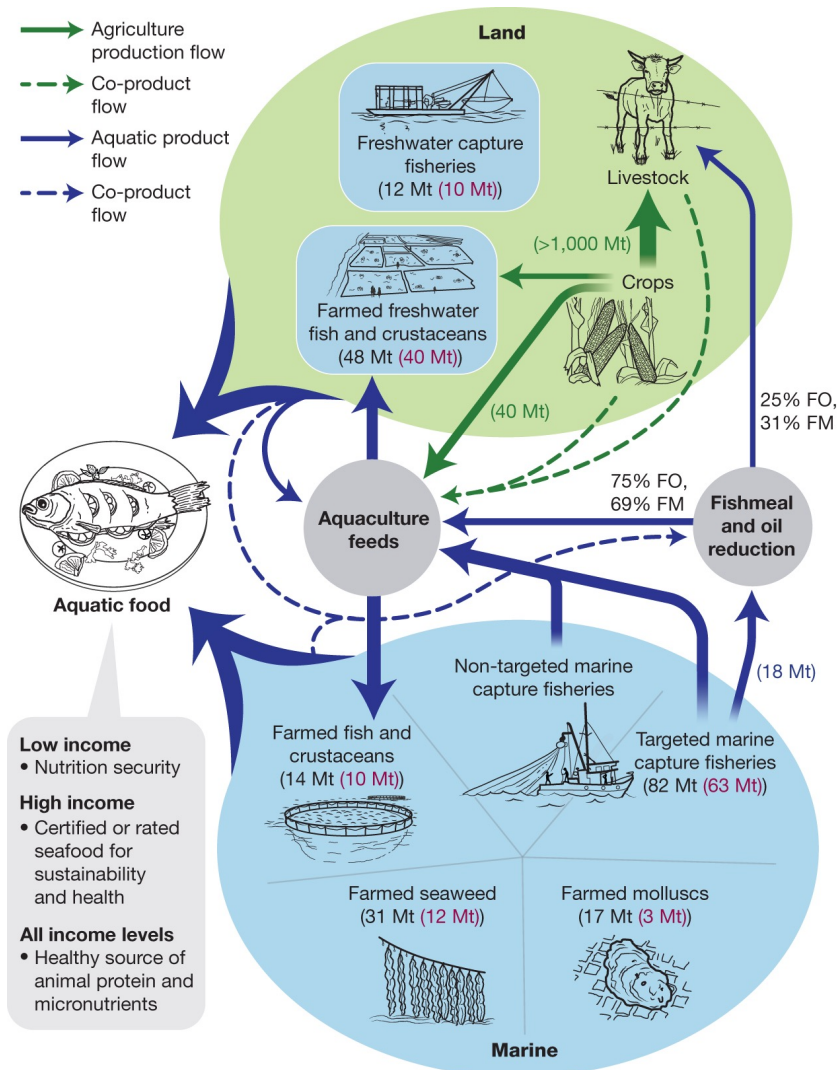 Agriculture
production flow
Co-product
flow
Aquatic product
flow
Co-product
flow
Land
Freshwater capture
fisheries
(12 Mt (10 Mt))
Livestock
(>1,000 Mt)
Crops
Farmed freshwater
fish and crustaceans
(48 Mt (40 Mt))
(40 Mt)
25% FO,
31% FM
75% FO,
69% FM
Aquaculture
feeds
Fishmeal
and oil
reduction
Aquatic food
(18 Mt)
Non-targeted marine
capture fisheries
Targeted marine
capture fisheries
(82 Mt (63 Mt))
Farmed fish and
crustaceans
(14 Mt (10 Mt))
Low income
• Nutrition security
High income
• Certified or rated
seafood for
sustainability
and health
All income levels
• Healthy source of
animal protein and
micronutrients
Farmed seaweed
(31 Mt (12 Mt))
Farmed molluscs
(17 Mt (3 Mt))
Marine